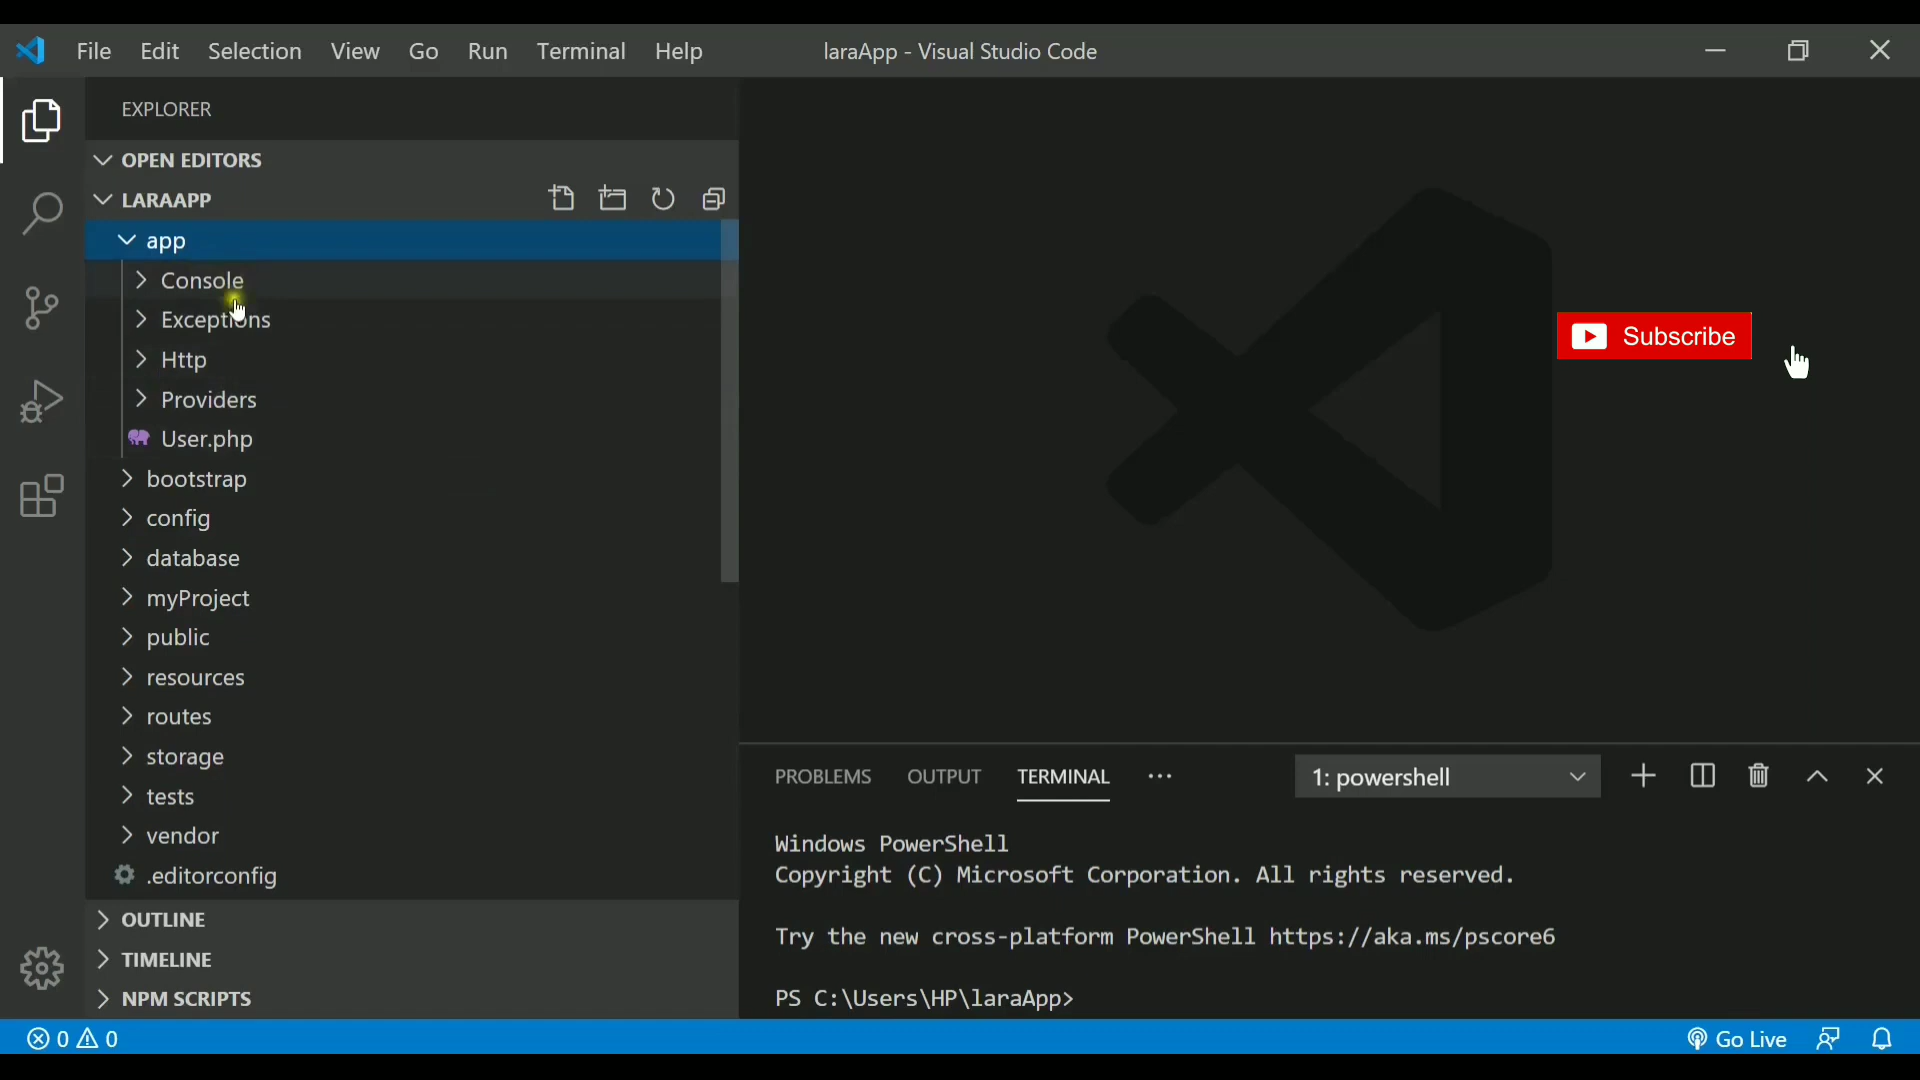 File Edit Selection View Go Run Terminal Help laraApp - Visual Studio Code
EXPLORER
OPEN EDITORS
LARAAPP
app
Console
Exceptions
Http
Providers
User.php
bootstrap
config
database
myProject
public
resources
routes
storage
tests
vendor
.editorconfig
OUTLINE
TIMELINE
NPM SCRIPTS
Subscribe
PROBLEMS OUTPUT TERMINAL ··· 1: powershell
Windows PowerShell
Copyright (C) Microsoft Corporation. All rights reserved.
Try the new cross-platform PowerShell https://aka.ms/pscore6
PS C:\Users\HP\laraApp>
0 0 Go Live